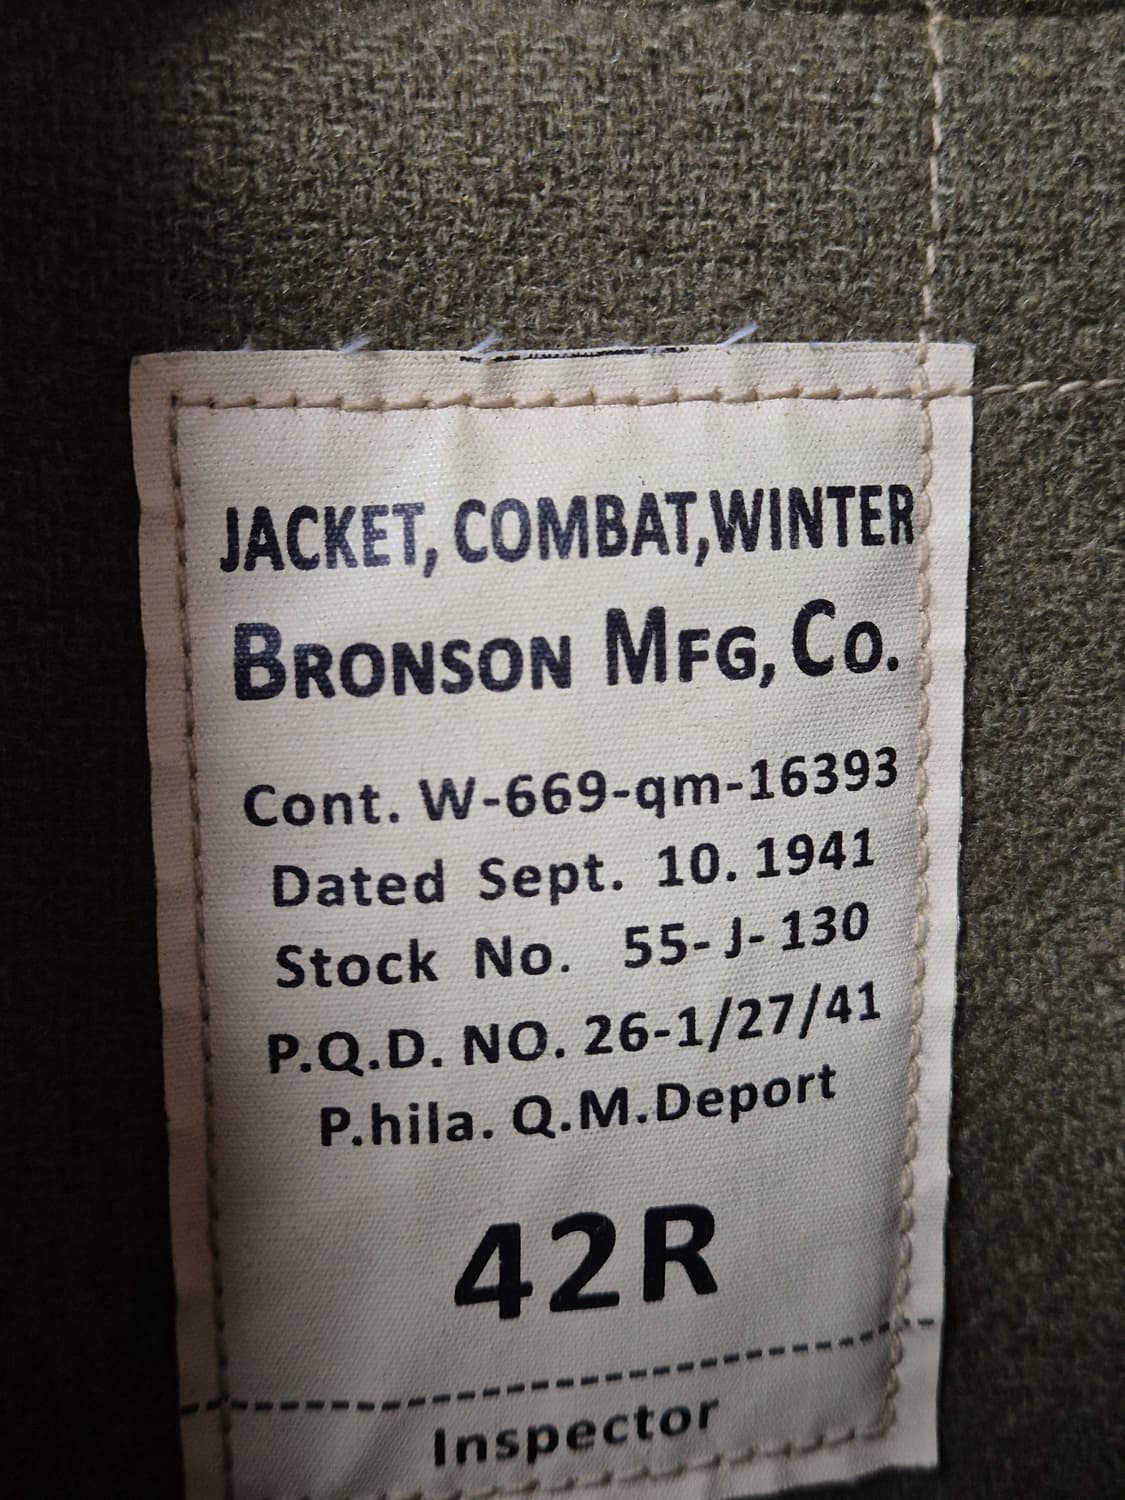 JACKET, COMBAT,WINTER
BRONSON MFG, CO.
Cont. W-669-qm-16393
Dated Sept. 10. 1941
Stock No. 55-J-130
P.Q.D. NO. 26-1/27/41
P.hila. Q.M.Deport
42R
Inspector